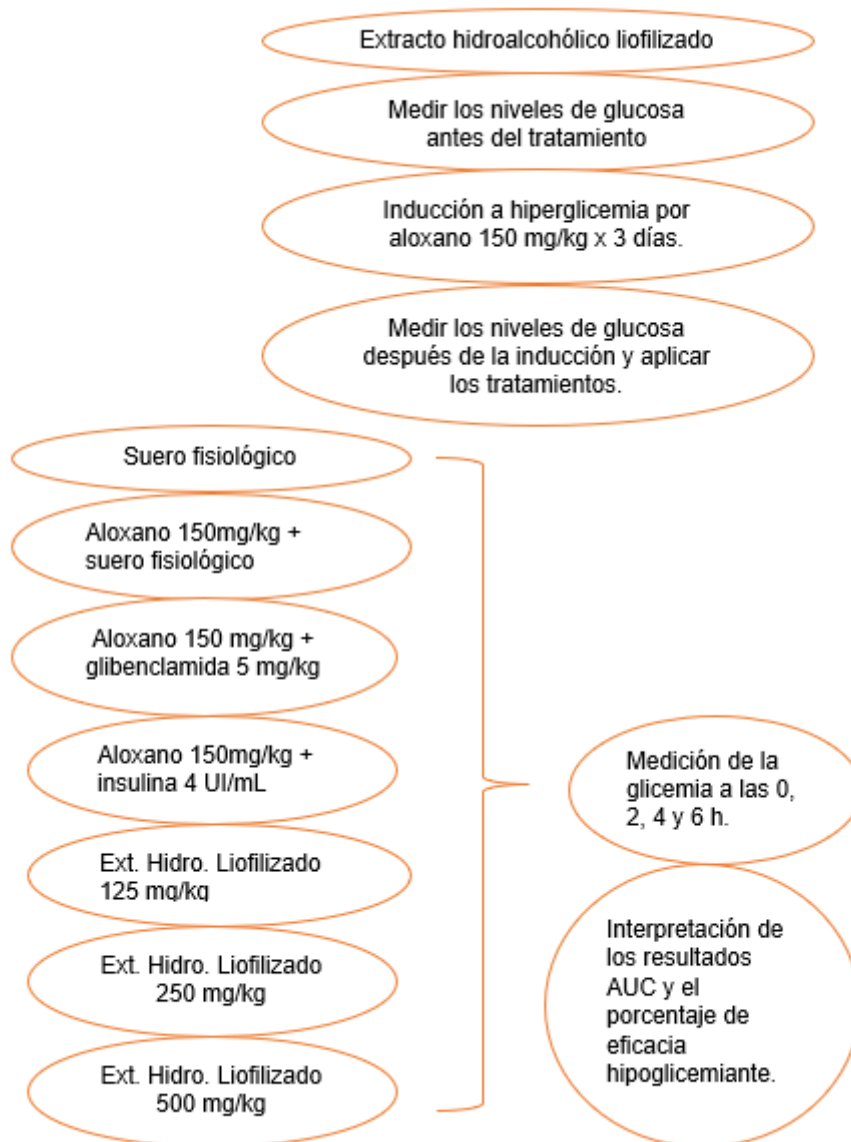 Extracto hidroalcohólico liofilizado
Medir los niveles de glucosa
antes del tratamiento
Inducción a hiperglicemia por
aloxano 150 mg/kg x 3 días.
Medir los niveles de glucosa
después de la inducción y aplicar
los tratamientos.
Suero fisiológico
Aloxano 150mg/kg +
suero fisiológico
Aloxano 150 mg/kg +
glibenclamida 5 mg/kg
Aloxano 150mg/kg +
insulina 4 UI/mL
Ext. Hidro. Liofilizado
125 mg/kg
Ext. Hidro. Liofilizado
250 mg/kg
Ext. Hidro. Liofilizado
500 mg/kg
Medición de la
glicemia a las 0,
2, 4 y 6 h.
Interpretación de
los resultados
AUC y el
porcentaje de
eficacia
hipoglicemiante.